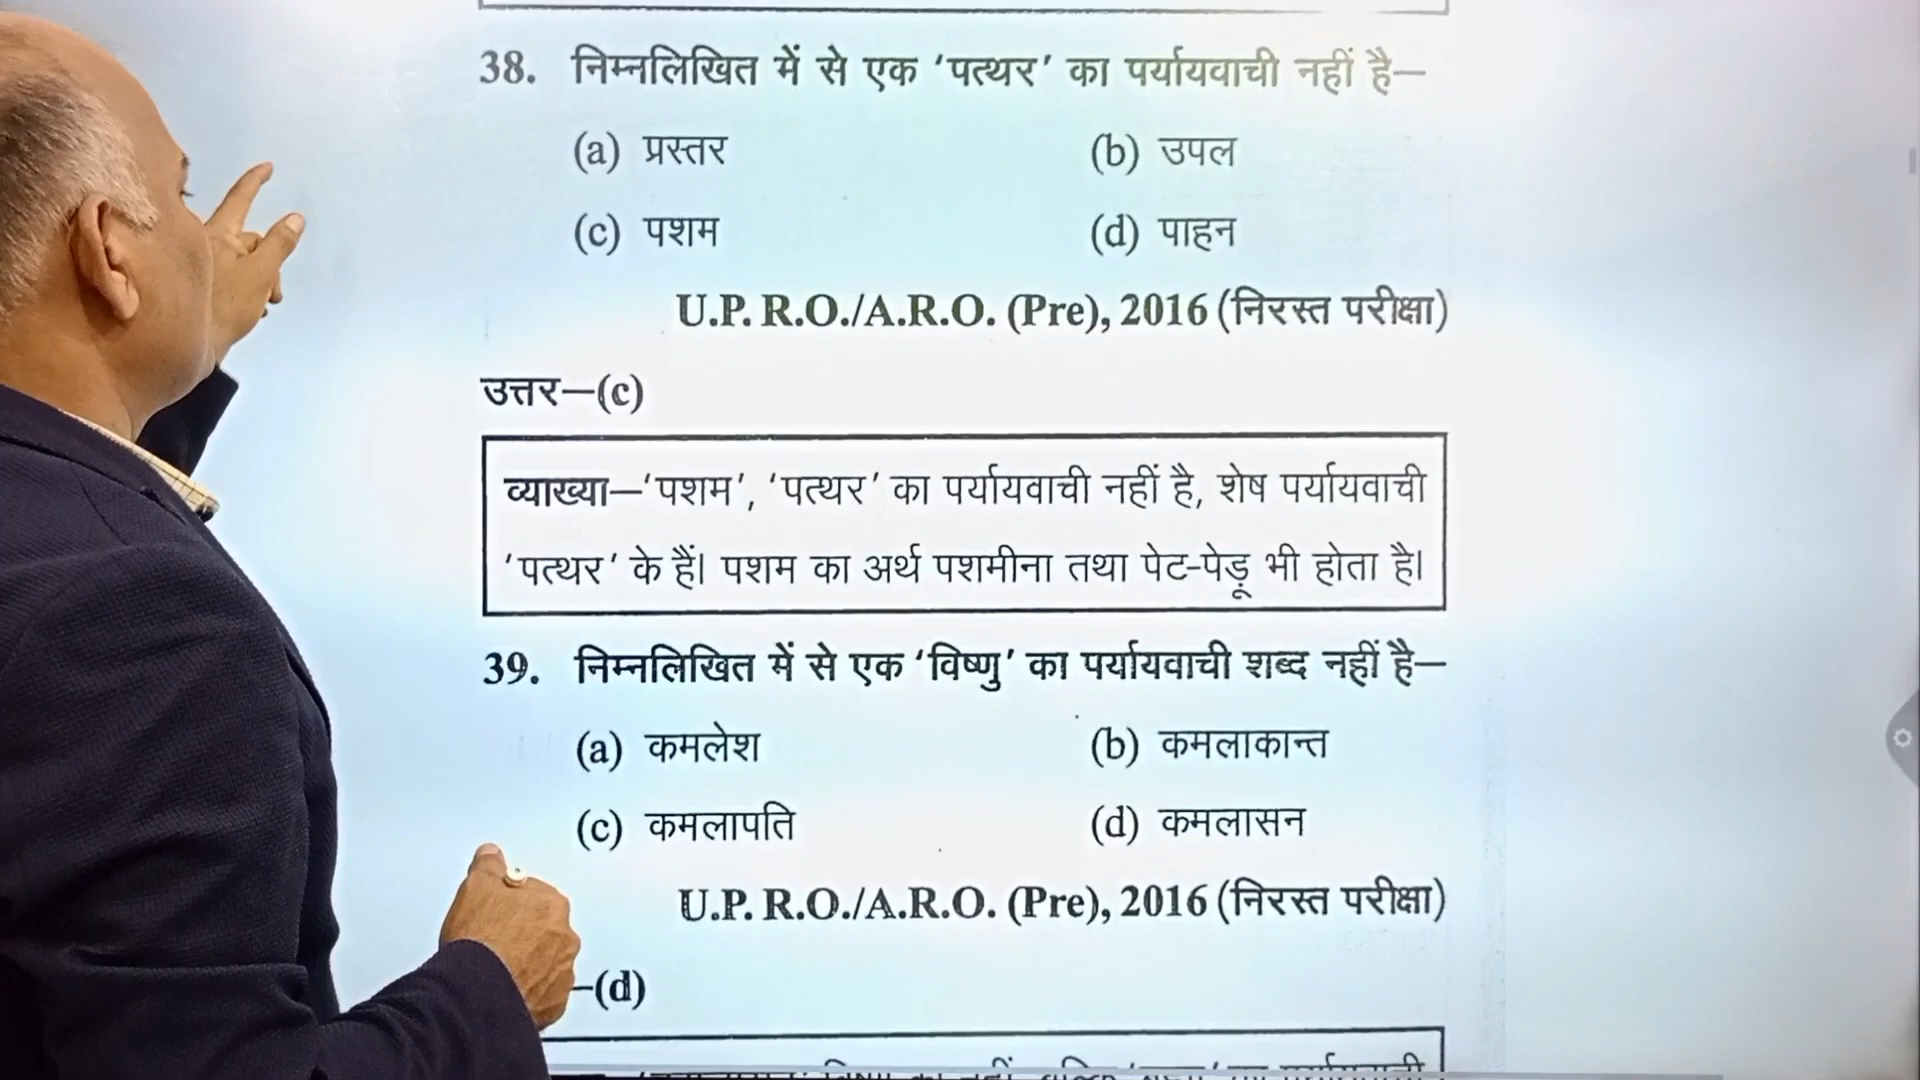 38. निम्नलिखित में से एक ‘पत्थर’ का पर्यायवाची नहीं है—
(a) प्रस्तर (b) उपल
(c) पशम (d) पाहन
U.P. R.O./A.R.O. (Pre), 2016 (निरस्त परीक्षा)
उत्तर—(c)
व्याख्या—‘पशम’, ‘पत्थर’ का पर्यायवाची नहीं है, शेष पर्यायवाची
‘पत्थर’ के हैं। पशम का अर्थ पशमीना तथा पेट-पेड़ू भी होता है।
39. निम्नलिखित में से एक ‘विष्णु’ का पर्यायवाची शब्द नहीं है—
(a) कमलेश (b) कमलाकान्त
(c) कमलापति (d) कमलासन
U.P. R.O./A.R.O. (Pre), 2016 (निरस्त परीक्षा)
–(d)